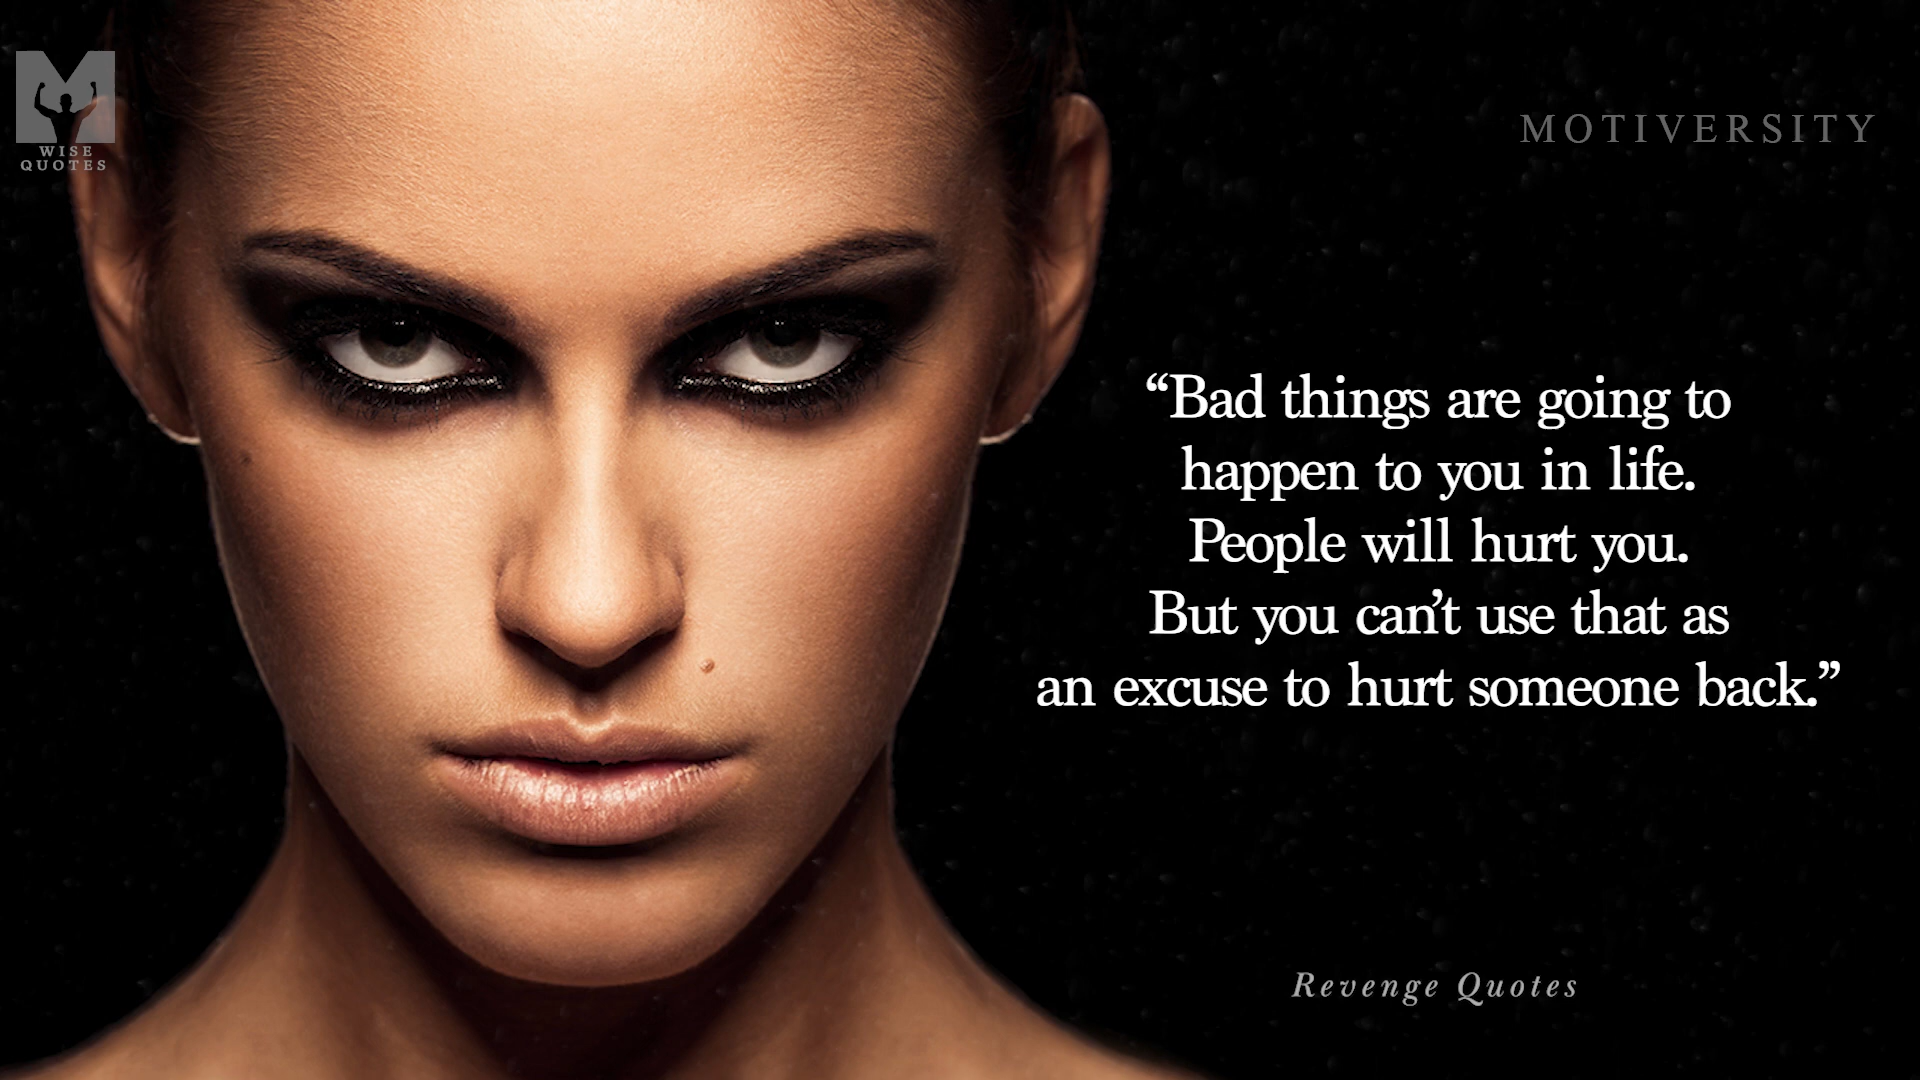 WISE
QUOTES
MOTIVERSITY
“Bad things are going to
happen to you in life.
People will hurt you.
But you can’t use that as
an excuse to hurt someone back.”
Revenge Quotes